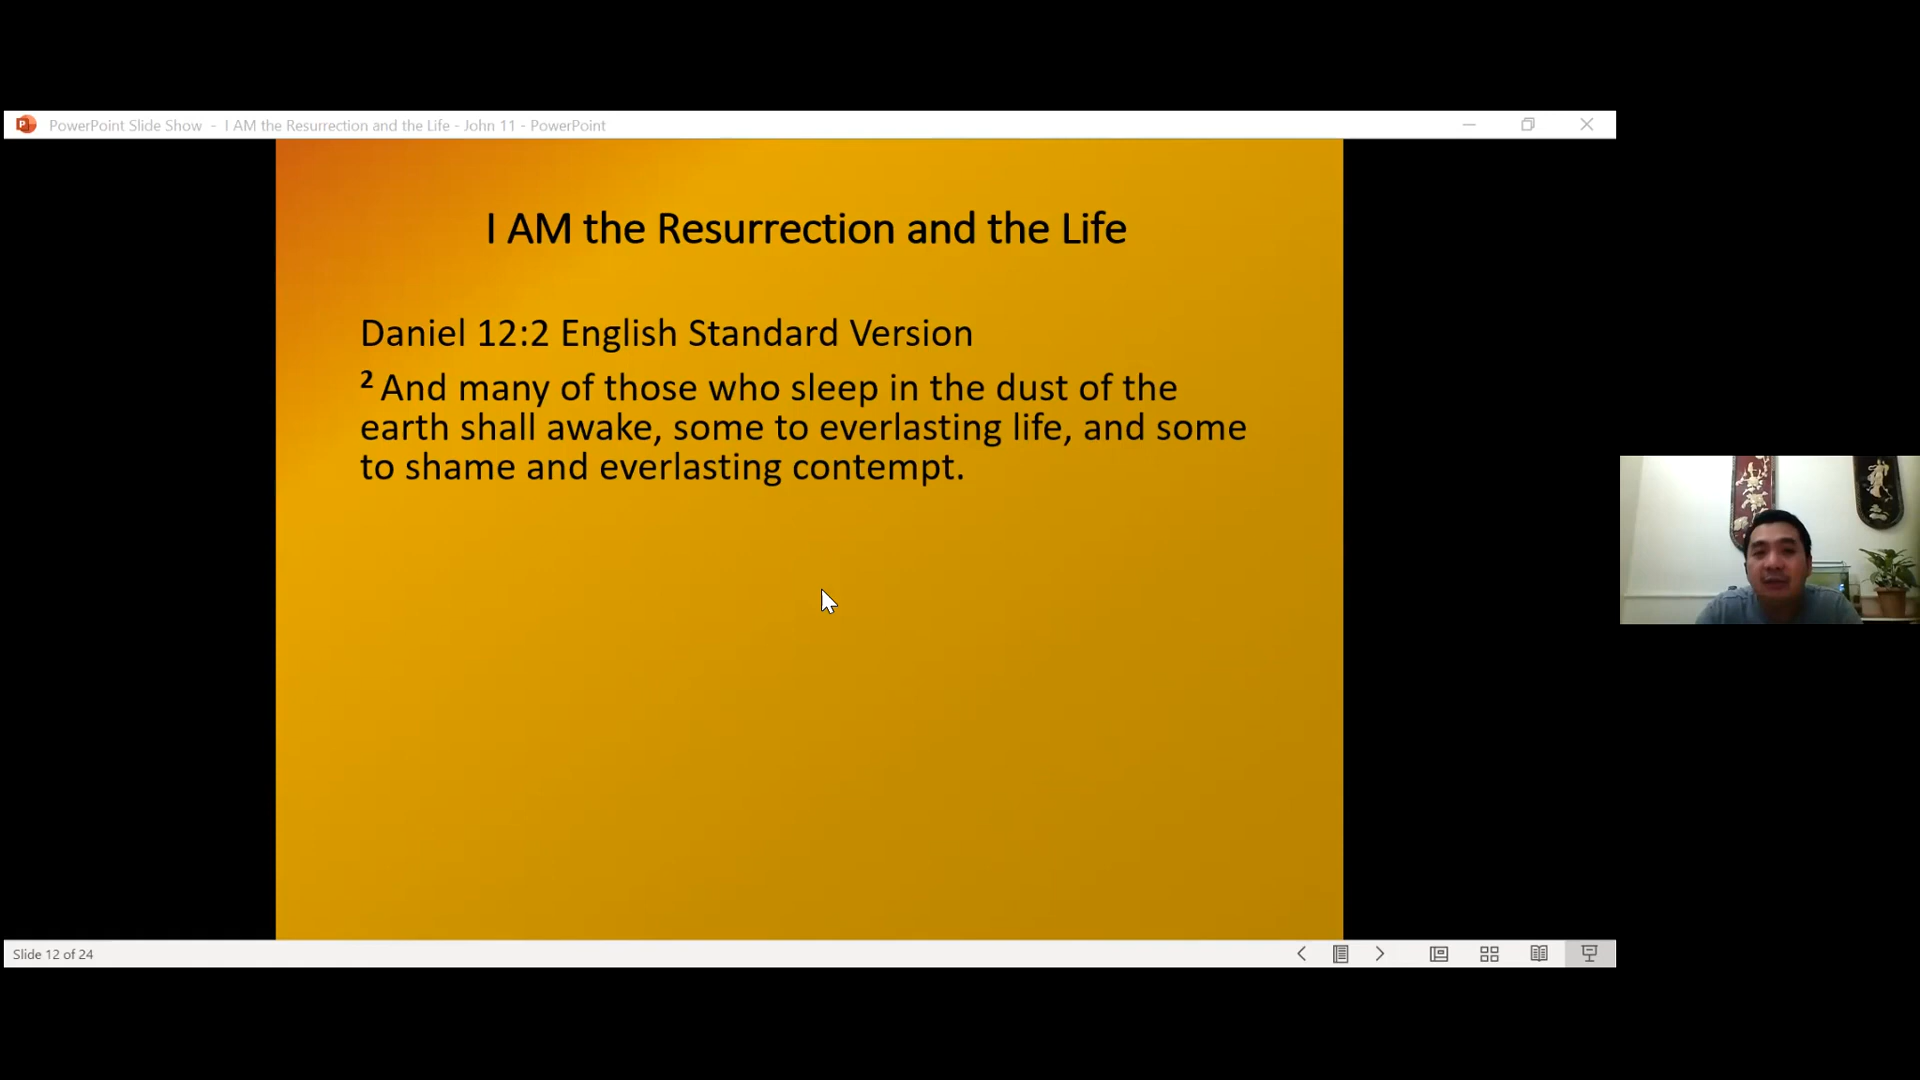 PowerPoint Slide Show - I AM the Resurrection and the Life - John 11 - PowerPoint
I AM the Resurrection and the Life
Daniel 12:2 English Standard Version
2 And many of those who sleep in the dust of the
earth shall awake, some to everlasting life, and some
to shame and everlasting contempt.
Slide 12 of 24